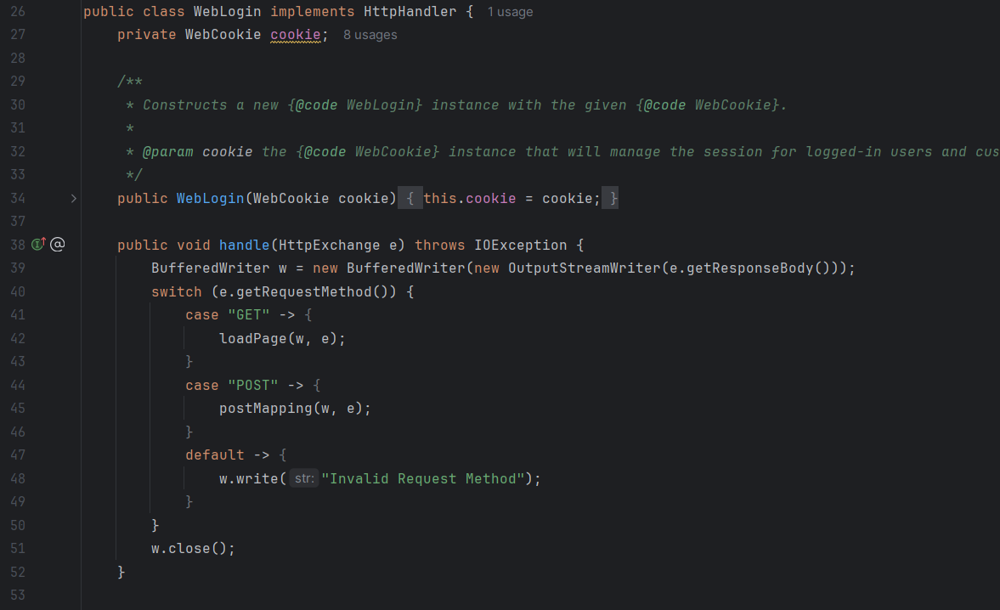 26 public class WebLogin implements HttpHandler { 1 usage
27 private WebCookie cookie; 8 usages
28
29 /**
30 * Constructs a new {@code WebLogin} instance with the given {@code WebCookie}.
31 *
32 * @param cookie the {@code WebCookie} instance that will manage the session for logged-in users and cus
33 */
34 public WebLogin(WebCookie cookie) { this.cookie = cookie; }
37
38 public void handle(HttpExchange e) throws IOException {
39 BufferedWriter w = new BufferedWriter(new OutputStreamWriter(e.getResponseBody()));
40 switch (e.getRequestMethod()) {
41 case "GET" -> {
42 loadPage(w, e);
43 }
44 case "POST" -> {
45 postMapping(w, e);
46 }
47 default -> {
48 w.write( str: "Invalid Request Method");
49 }
50 }
51 w.close();
52 }
53